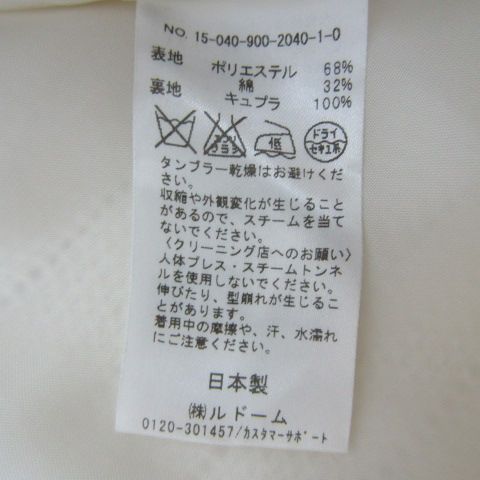 NO. 15-040-900-2040-1-0
表地 ポリエステル 68%
綿 32%
裏地 キュプラ 100%
エンソ サラシ 低 ドライ セキユ系
タンブラー乾燥はお避けくだ
さい。
収縮や外観変化が生じること
があるので、スチームを当て
ないでください。
〈クリーニング店へのお願い〉
人体プレス・スチームトンネ
ルを使用しないでください。
伸びたり、型崩れが生じるこ
とがあります。
着用中の摩擦や、汗、水濡れ
にご注意ください。
日本製
㈱ルドーム
0120-301457/ｶｽﾀﾏｰｻﾎﾟｰﾄ